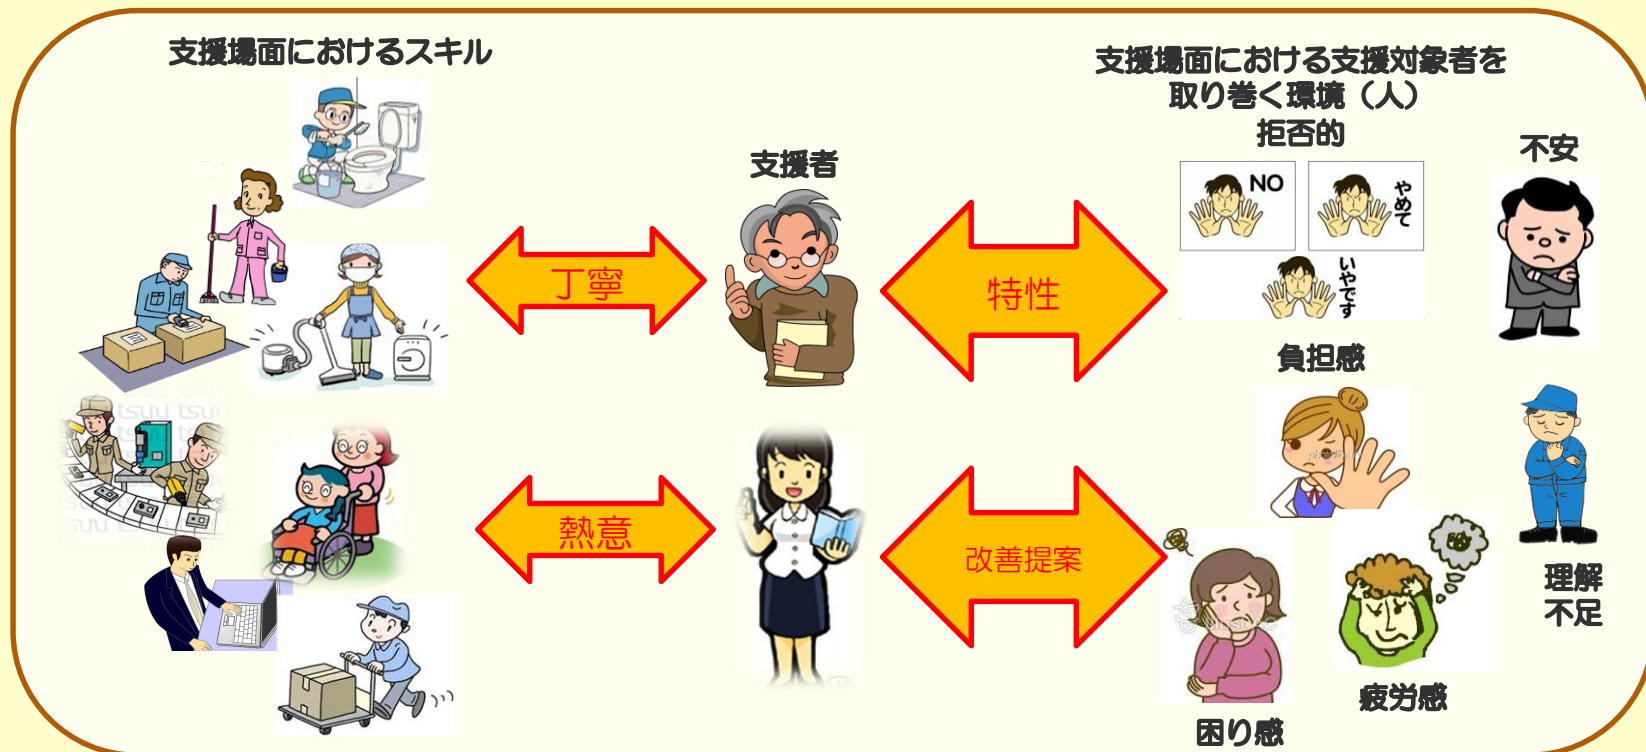 支援場面におけるスキル
支援場面における支援対象者を
取り巻く環境（人）
拒否的
不安
支援者
NO
やめて
いやです
丁寧
特性
負担感
tsuu tsuu
熱意
改善提案
理解
不足
疲労感
困り感